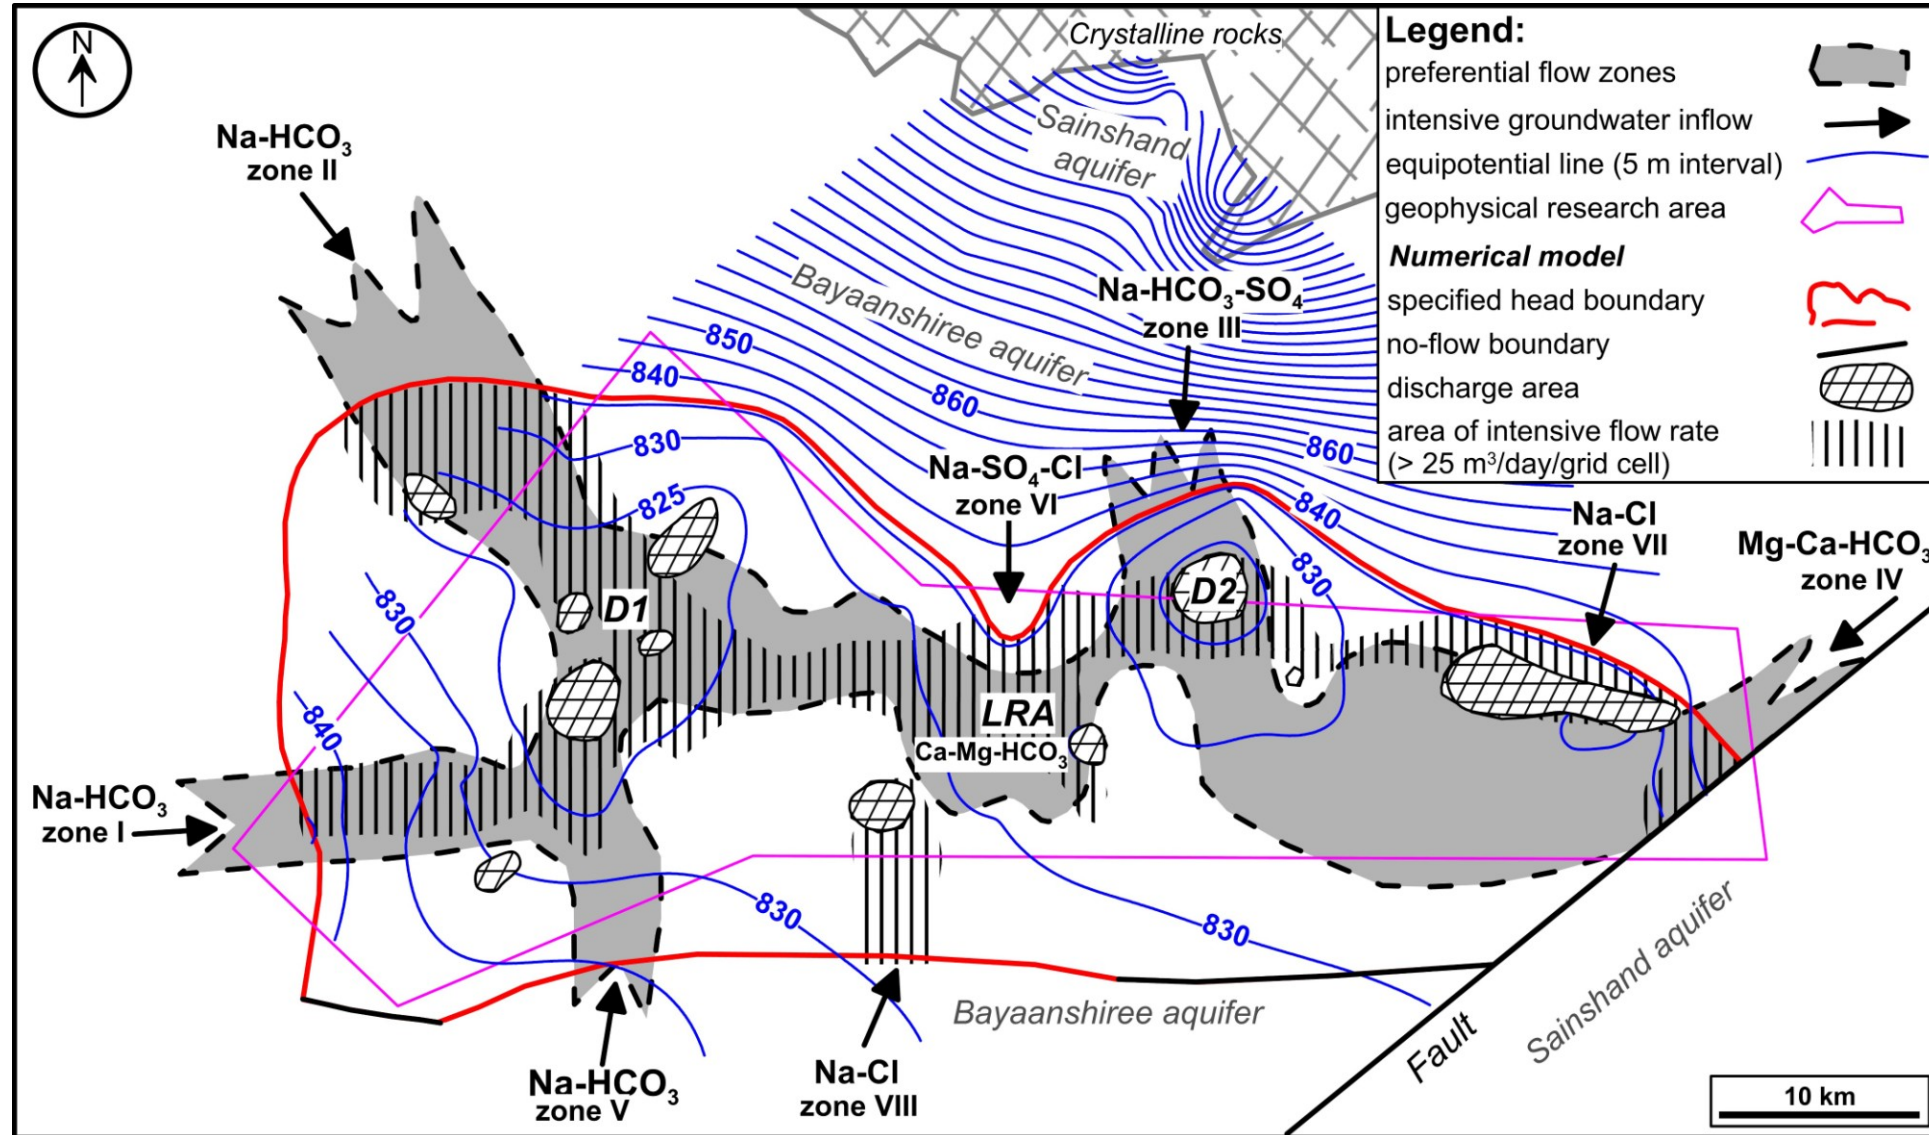 N
Crystalline rocks
Sainshand
aquifer
Na-HCO₃
zone II
Bayaanshiree aquifer
Na-HCO₃-SO₄
zone III
850
840
860
830
860
Na-SO₄-Cl
zone VI
825
840
Na-Cl
zone VII
Mg-Ca-HCO₃
zone IV
830
830
D1
D2
840
LRA
Ca-Mg-HCO₃
Na-HCO₃
zone I
830
830
Bayaanshiree aquifer
Sainshand aquifer
Fault
Na-HCO₃
zone V
Na-Cl
zone VIII
10 km
Legend:
preferential flow zones
intensive groundwater inflow
equipotential line (5 m interval)
geophysical research area
Numerical model
specified head boundary
no-flow boundary
discharge area
area of intensive flow rate
(> 25 m³/day/grid cell)